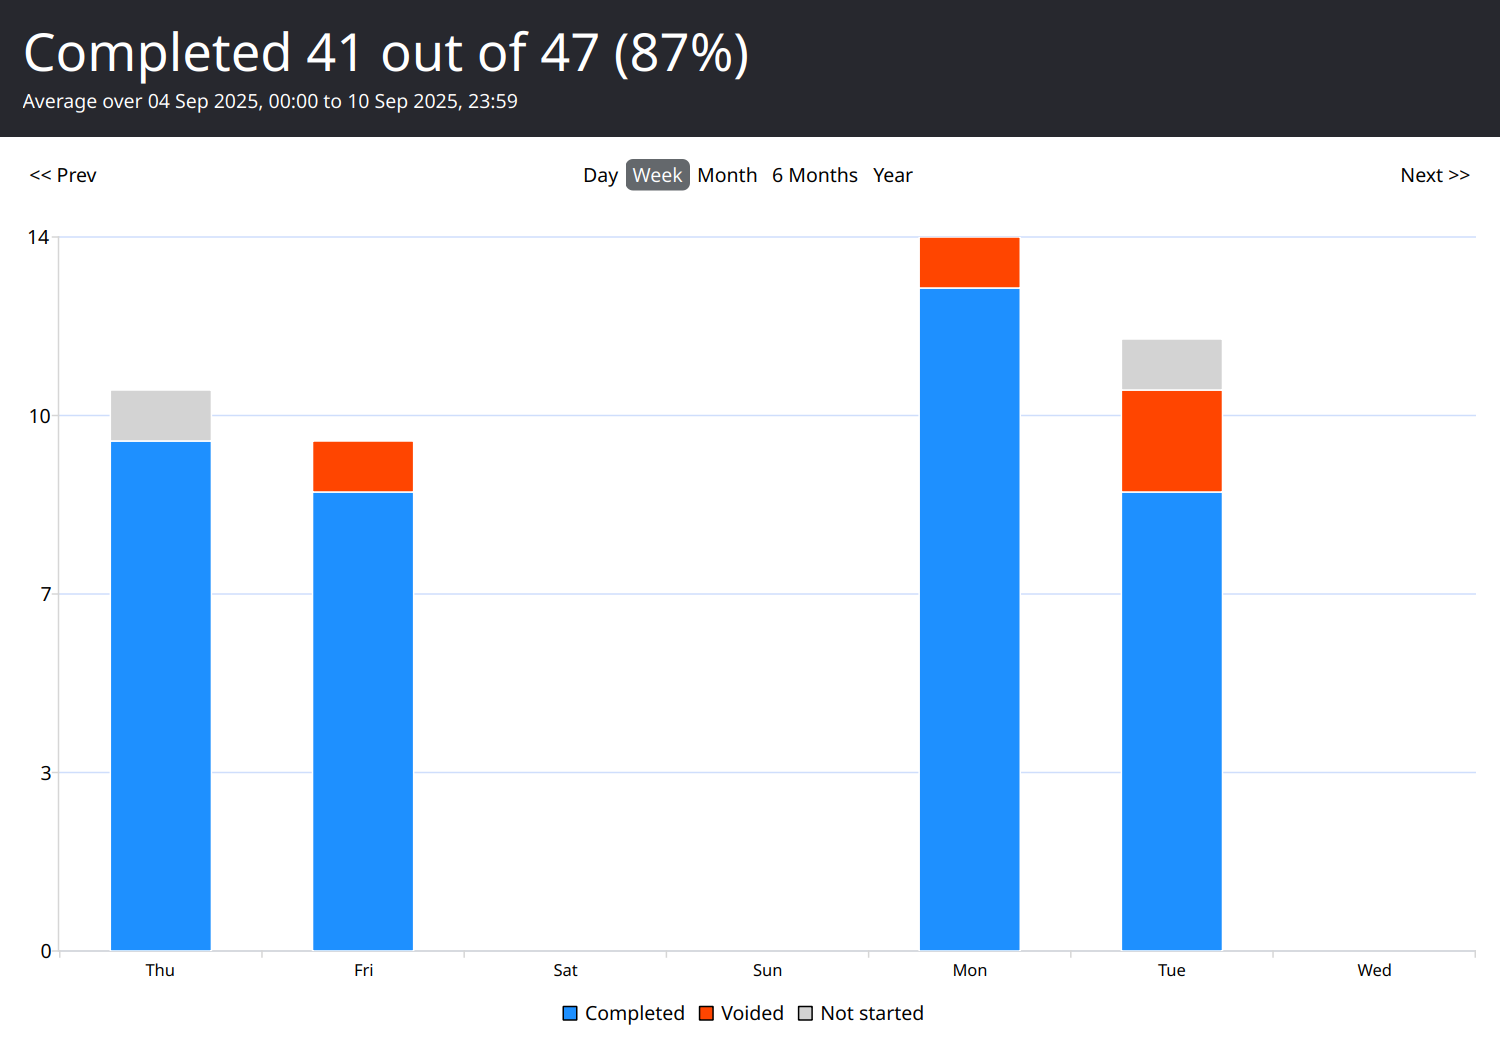 Completed 41 out of 47 (87%)
Average over 04 Sep 2025, 00:00 to 10 Sep 2025, 23:59
<< Prev Day Week Month 6 Months Year Next >>
14
10
7
3
0
Thu Fri Sat Sun Mon Tue Wed
Completed Voided Not started